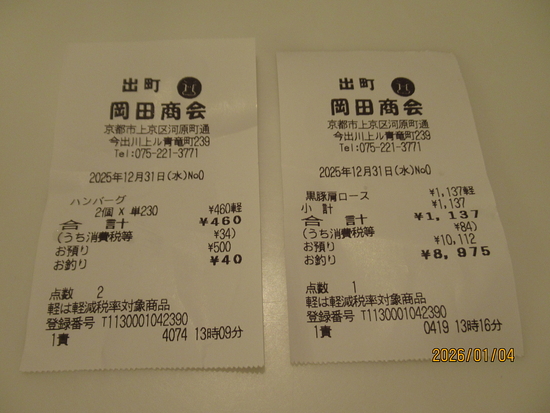 出町
岡田商会
京都市上京区河原町通
今出川上ル青竜町239
Tel:075-221-3771
2025年12月31日(水)No0
ハンバーグ ¥460軽
2個 X 単230
合 計 ¥460
(うち消費税等 ¥34)
お預り ¥500
お釣り ¥40
点数 2
軽は軽減税率対象商品
登録番号 T1130001042390
1責 4074 13時09分
出町
岡田商会
京都市上京区河原町通
今出川上ル青竜町239
Tel:075-221-3771
2025年12月31日(水)No0
黒豚肩ロース ¥1,137軽
小 計 ¥1,137
合 計 ¥1,137
(うち消費税等 ¥84)
お預り ¥10,112
お釣り ¥8,975
点数 1
軽は軽減税率対象商品
登録番号 T1130001042390
1責 0419 13時16分
2026/01/04